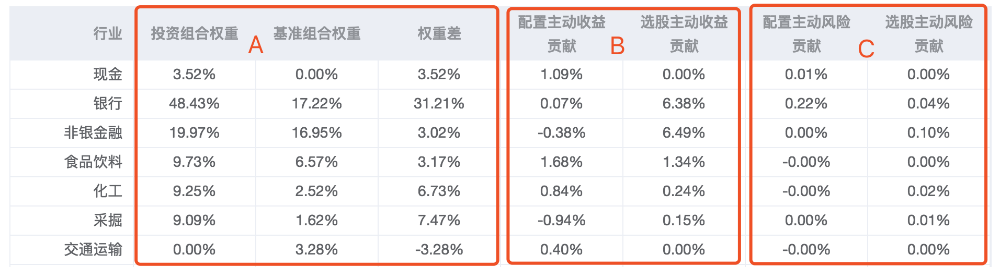 行业 投资组合权重 基准组合权重 权重差 配置主动收益贡献 选股主动收益贡献 配置主动风险贡献 选股主动风险贡献
A B C
现金 3.52% 0.00% 3.52% 1.09% 0.00% 0.01% 0.00%
银行 48.43% 17.22% 31.21% 0.07% 6.38% 0.22% 0.04%
非银金融 19.97% 16.95% 3.02% -0.38% 6.49% 0.00% 0.10%
食品饮料 9.73% 6.57% 3.17% 1.68% 1.34% -0.00% 0.00%
化工 9.25% 2.52% 6.73% 0.84% 0.24% -0.00% 0.02%
采掘 9.09% 1.62% 7.47% -0.94% 0.15% 0.00% 0.01%
交通运输 0.00% 3.28% -3.28% 0.40% 0.00% -0.00% 0.00%